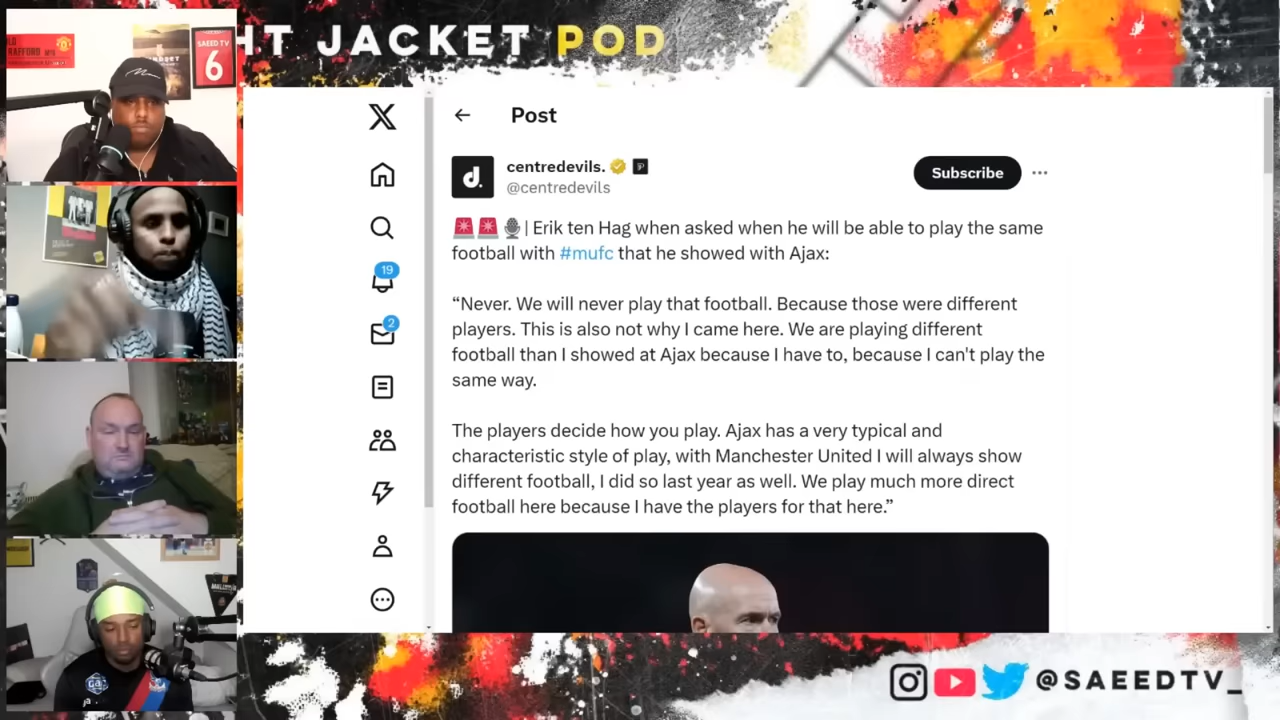 HT JACKET POD
RAFFORD
SAEED TV
6
Post
centredevils.
@centredevils
Subscribe
d.
🚨🚨🎙️| Erik ten Hag when asked when he will be able to play the same
football with #mufc that he showed with Ajax:
“Never. We will never play that football. Because those were different
players. This is also not why I came here. We are playing different
football than I showed at Ajax because I have to, because I can't play the
same way.
The players decide how you play. Ajax has a very typical and
characteristic style of play, with Manchester United I will always show
different football, I did so last year as well. We play much more direct
football here because I have the players for that here.”
19
2
@SAEEDTV_